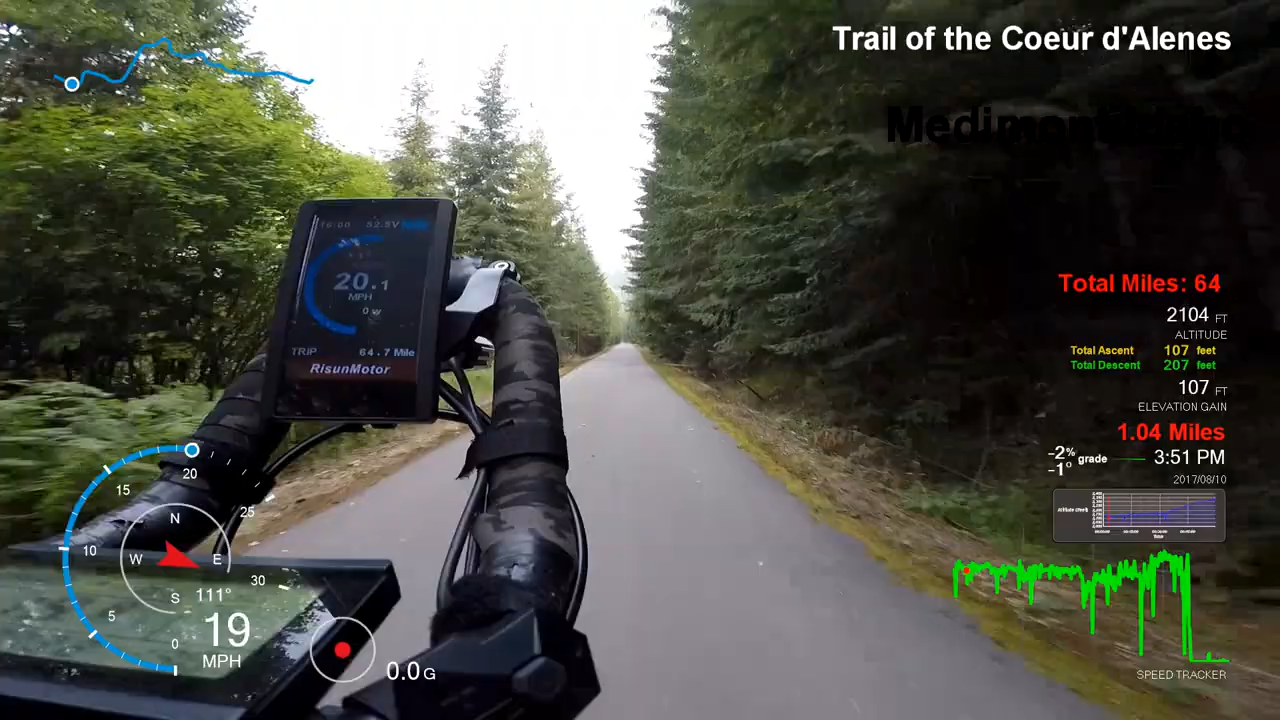 Trail of the Coeur d'Alenes
16:00 52.5V
20.1
MPH
0w
TRIP 64.7 Mile
RisunMotor
Total Miles: 64
2104 FT
ALTITUDE
Total Ascent 107 feet
Total Descent 207 feet
107 FT
ELEVATION GAIN
1.04 Miles
-2% grade 3:51 PM
-1°
2017/08/10
N
W E
S
111°
0
5
10
15
20
25
30
19
MPH
0.0G
SPEED TRACKER